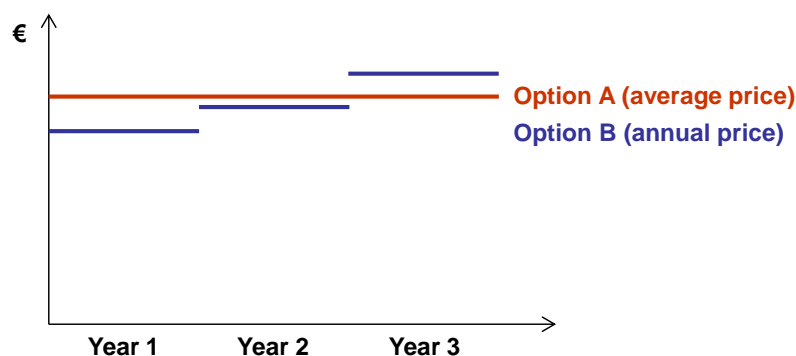 €
Option A (average price)
Option B (annual price)
Year 1
Year 2
Year 3